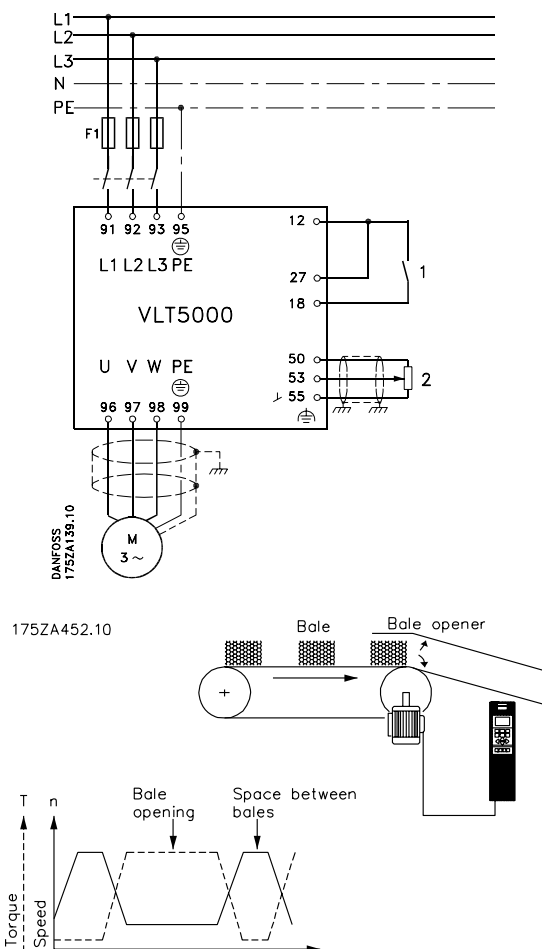 L1
L2
L3
N
PE
F1
91 92 93 95
L1 L2 L3 PE
12
27
18
1
VLT5000
50
53
55
2
U V W PE
96 97 98 99
M
3 ~
DANFOSS
175ZA139.10
175ZA452.10
Bale
Bale opener
T n
Bale
opening
Space between
bales
Torque
Speed